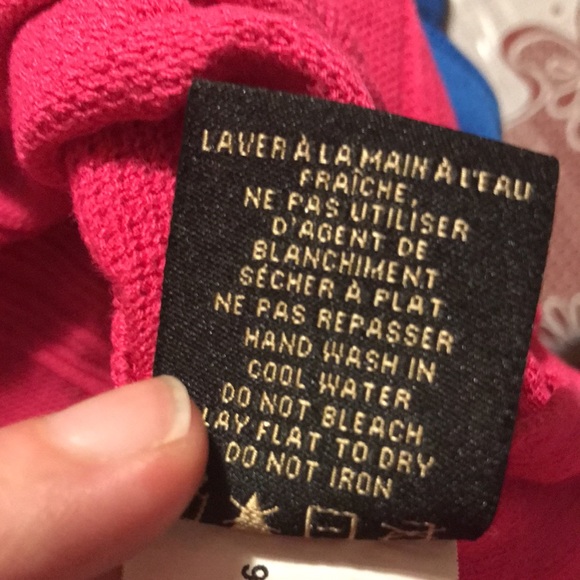 LAVER À LA MAIN À L'EAU
FRAÎCHE,
NE PAS UTILISER
D'AGENT DE
BLANCHIMENT
SÉCHER À PLAT.
NE PAS REPASSER
HAND WASH IN
COOL WATER
DO NOT BLEACH
LAY FLAT TO DRY
DO NOT IRON